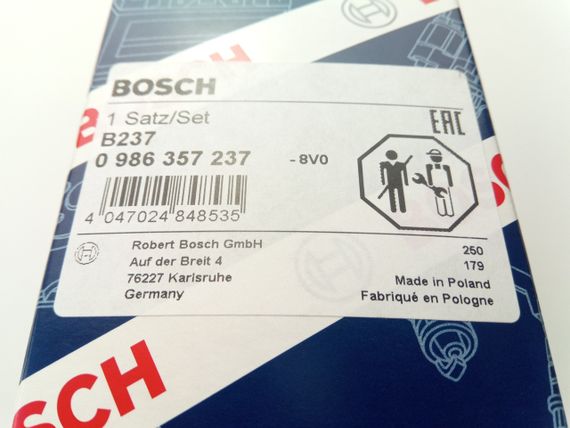 BOSCH
BOSCH
1 Satz/Set
EAC
B237
0 986 357 237
- 8V0
4 047024 848535
Robert Bosch GmbH
Auf der Breit 4
76227 Karlsruhe
Germany
250
179
Made in Poland
Fabriqué en Pologne
SCH